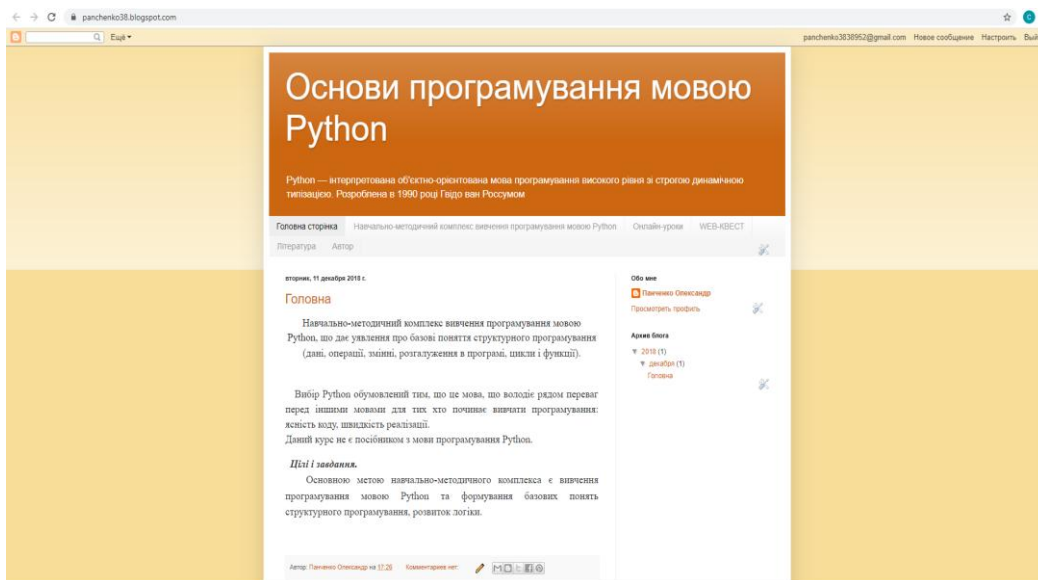 panchenko38.blogspot.com
Ещё
panchenko3838952@gmail.com Новое сообщение Настроить Вый
Основи програмування мовою
Python
Python — інтерпретована об'єктно-орієнтована мова програмування високого рівня зі строгою динамічною
типізацією. Розроблена в 1990 році Гвідо ван Россумом
Головна сторінка Навчально-методичний комплекс вивчення програмування мовою Python Онлайн-уроки WEB-КВЕСТ
Література Автор
вторник, 11 декабря 2018 г.
Головна
Навчально-методичний комплекс вивчення програмування мовою
Python, що дає уявлення про базові поняття структурного програмування
(дані, операції, змінні, розгалуження в програмі, цикли і функції).
Вибір Python обумовлений тим, що це мова, що володіє рядом переваг
перед іншими мовами для тих хто починає вивчати програмування:
ясність коду, швидкість реалізації.
Даний курс не є посібником з мови програмування Python.
Цілі і завдання.
Основною метою навчально-методичного комплекса є вивчення
програмування мовою Python та формування базових понять
структурного програмування, розвиток логіки.
Автор: Панченко Олександр на 17:26 Комментариев нет:
Обо мне
Панченко Олександр
Просмотреть профиль
Архив блога
▼ 2018 (1)
▼ декабря (1)
Головна